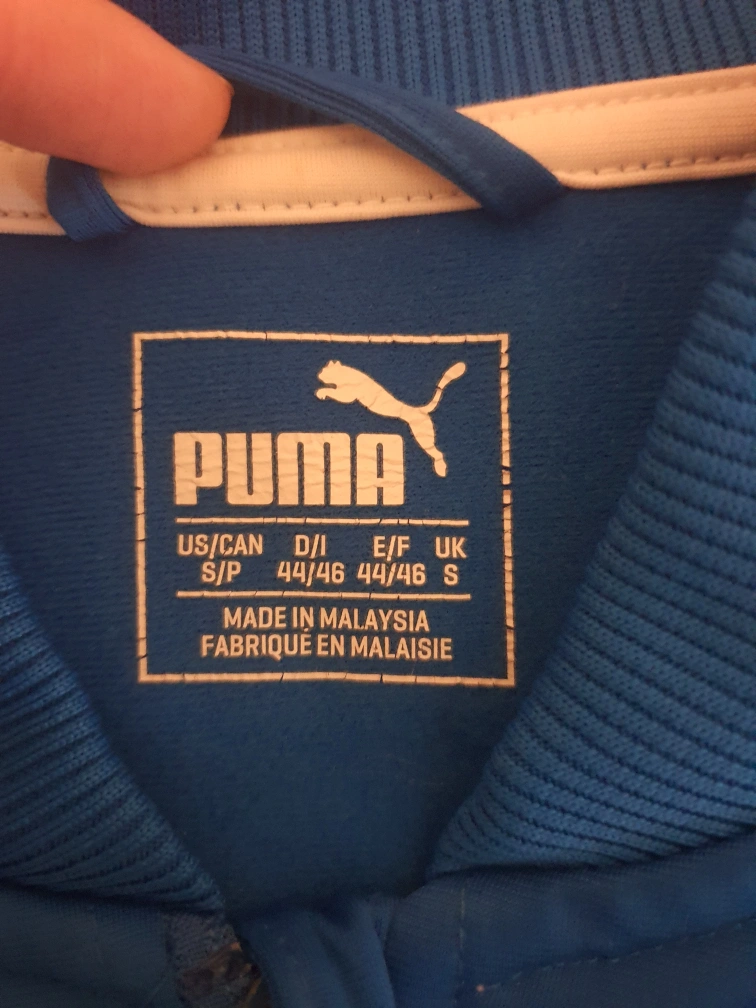 PUMA
US/CAN D/I E/F UK
S/P 44/46 44/46 S
MADE IN MALAYSIA
FABRIQUÉ EN MALAISIE